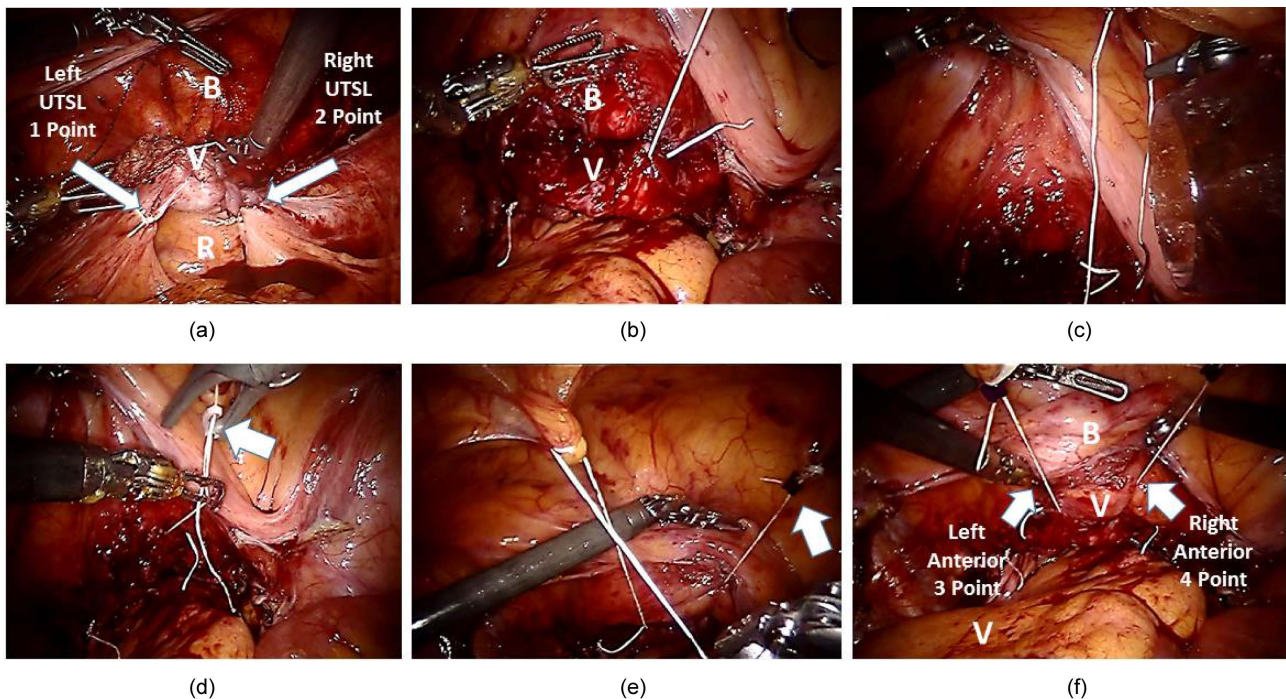 Left
UTSL
1 Point
B
Right
UTSL
2 Point
V
R
(a)
B
V
(b)
(c)
(d)
(e)
B
V
Left
Anterior
3 Point
Right
Anterior
4 Point
V
(f)